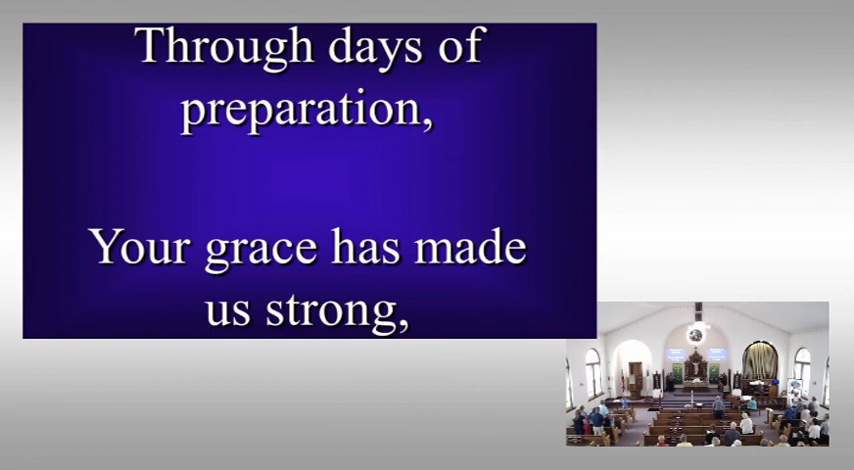 Through days of
preparation,
Your grace has made
us strong,